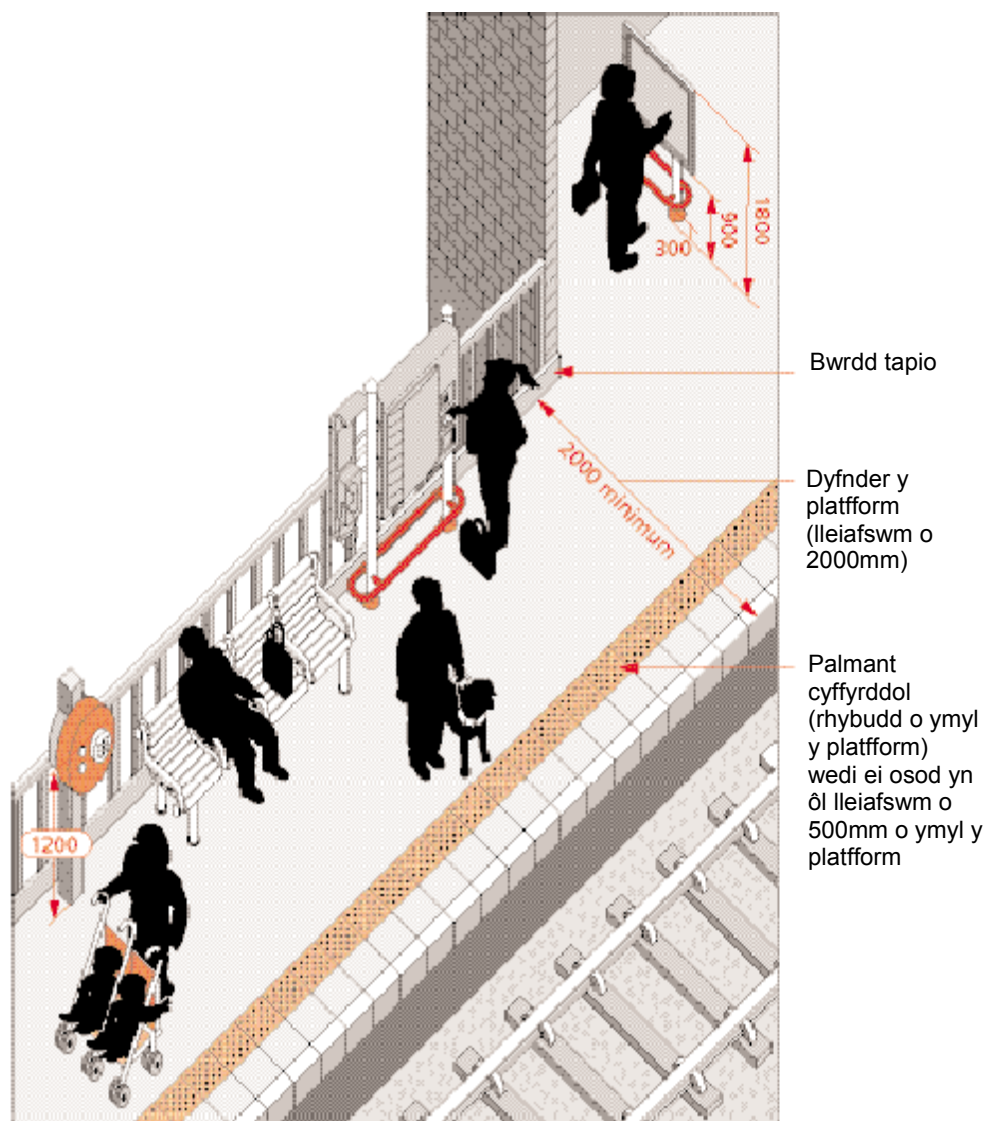 1800
900
300
Bwrdd tapio
2000 minimum
Dyfnder y
platfform
(lleiafswm o
2000mm)
Palmant
cyffyrddol
(rhybudd o ymyl
y platfform)
wedi ei osod yn
ôl lleiafswm o
500mm o ymyl y
platfform
1200